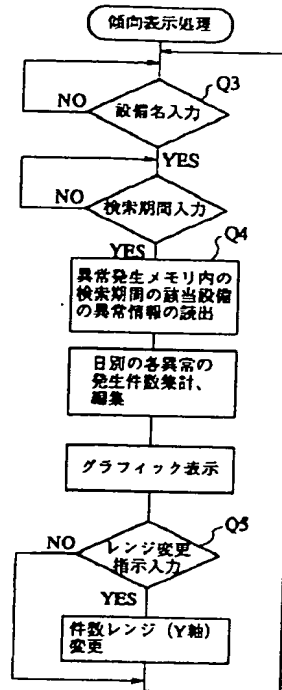 傾向表示処理
Q3
設備名入力
NO
YES
検索期間入力
NO
YES
Q4
異常発生メモリ内の
検索期間の該当設備
の異常情報の読出
日別の各異常の
発生件数集計、
編集
グラフィック表示
Q5
NO
レンジ変更
指示入力
YES
件数レンジ(Y軸)
変更